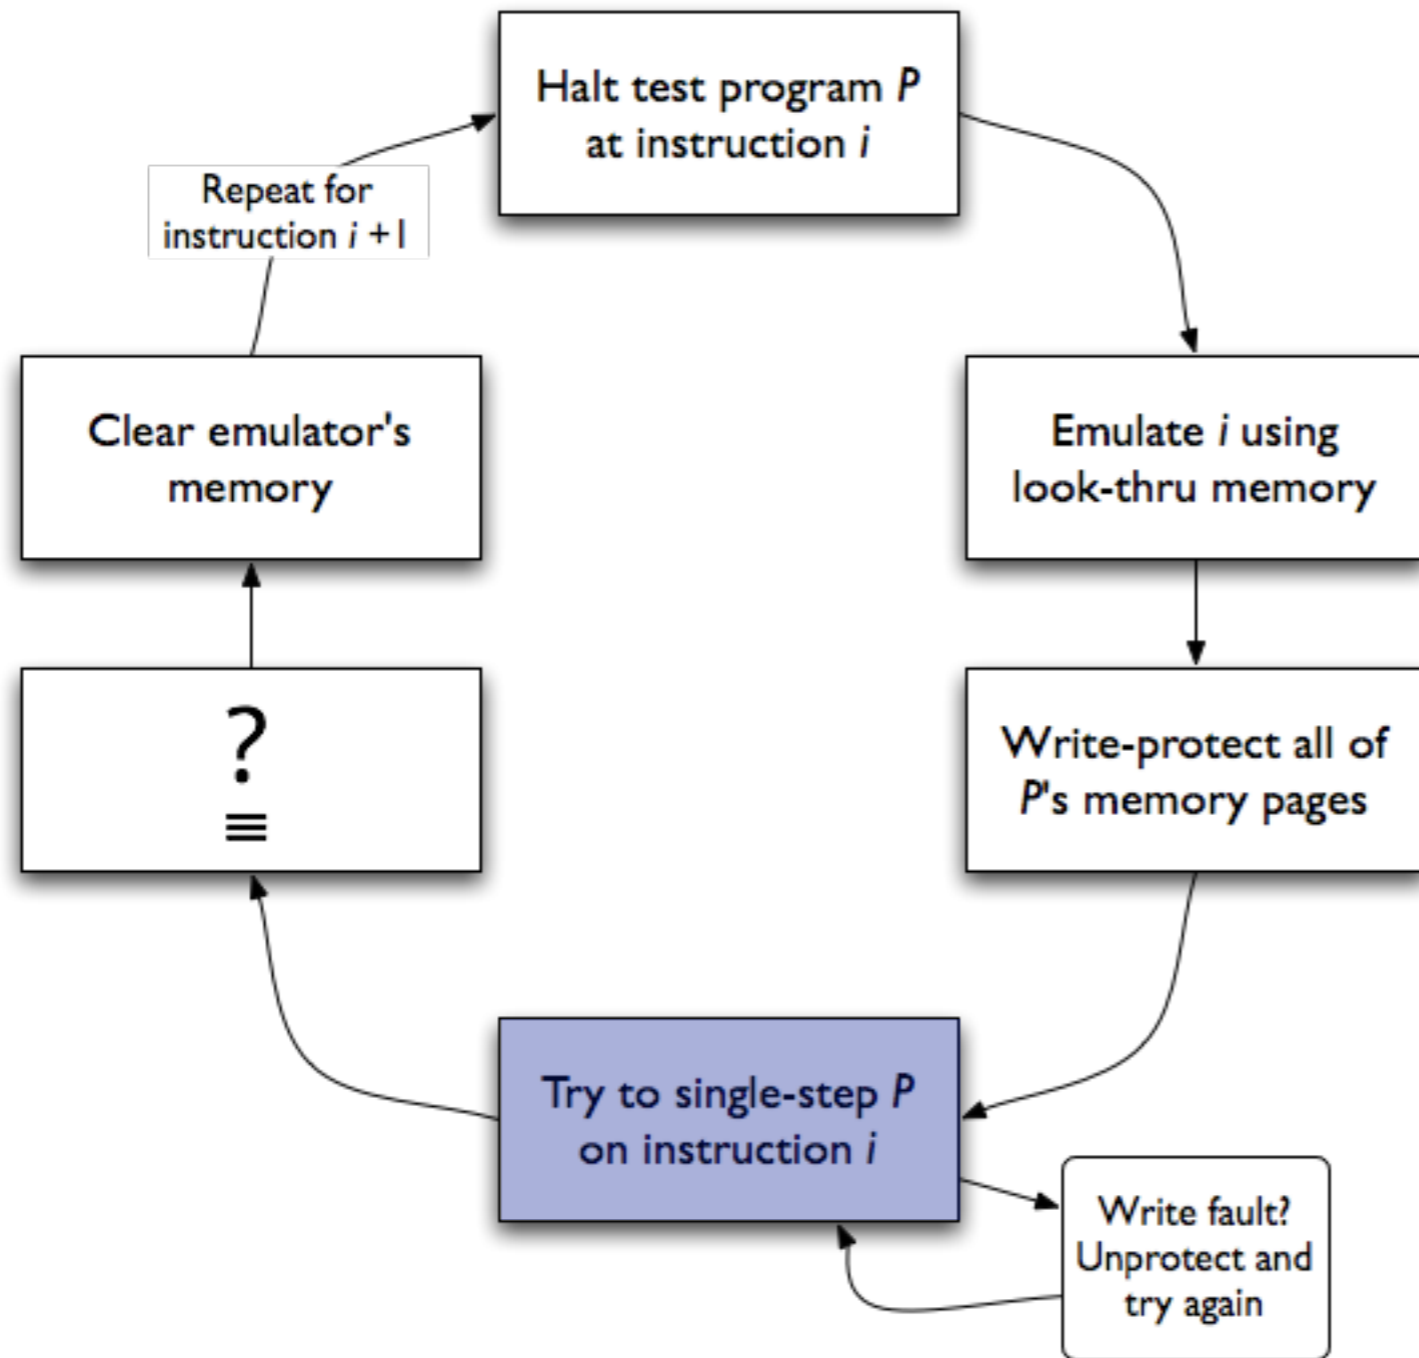 Halt test program P
at instruction i
Repeat for
instruction i +1
Clear emulator's
memory
Emulate i using
look-thru memory
?
≡
Write-protect all of
P's memory pages
Try to single-step P
on instruction i
Write fault?
Unprotect and
try again